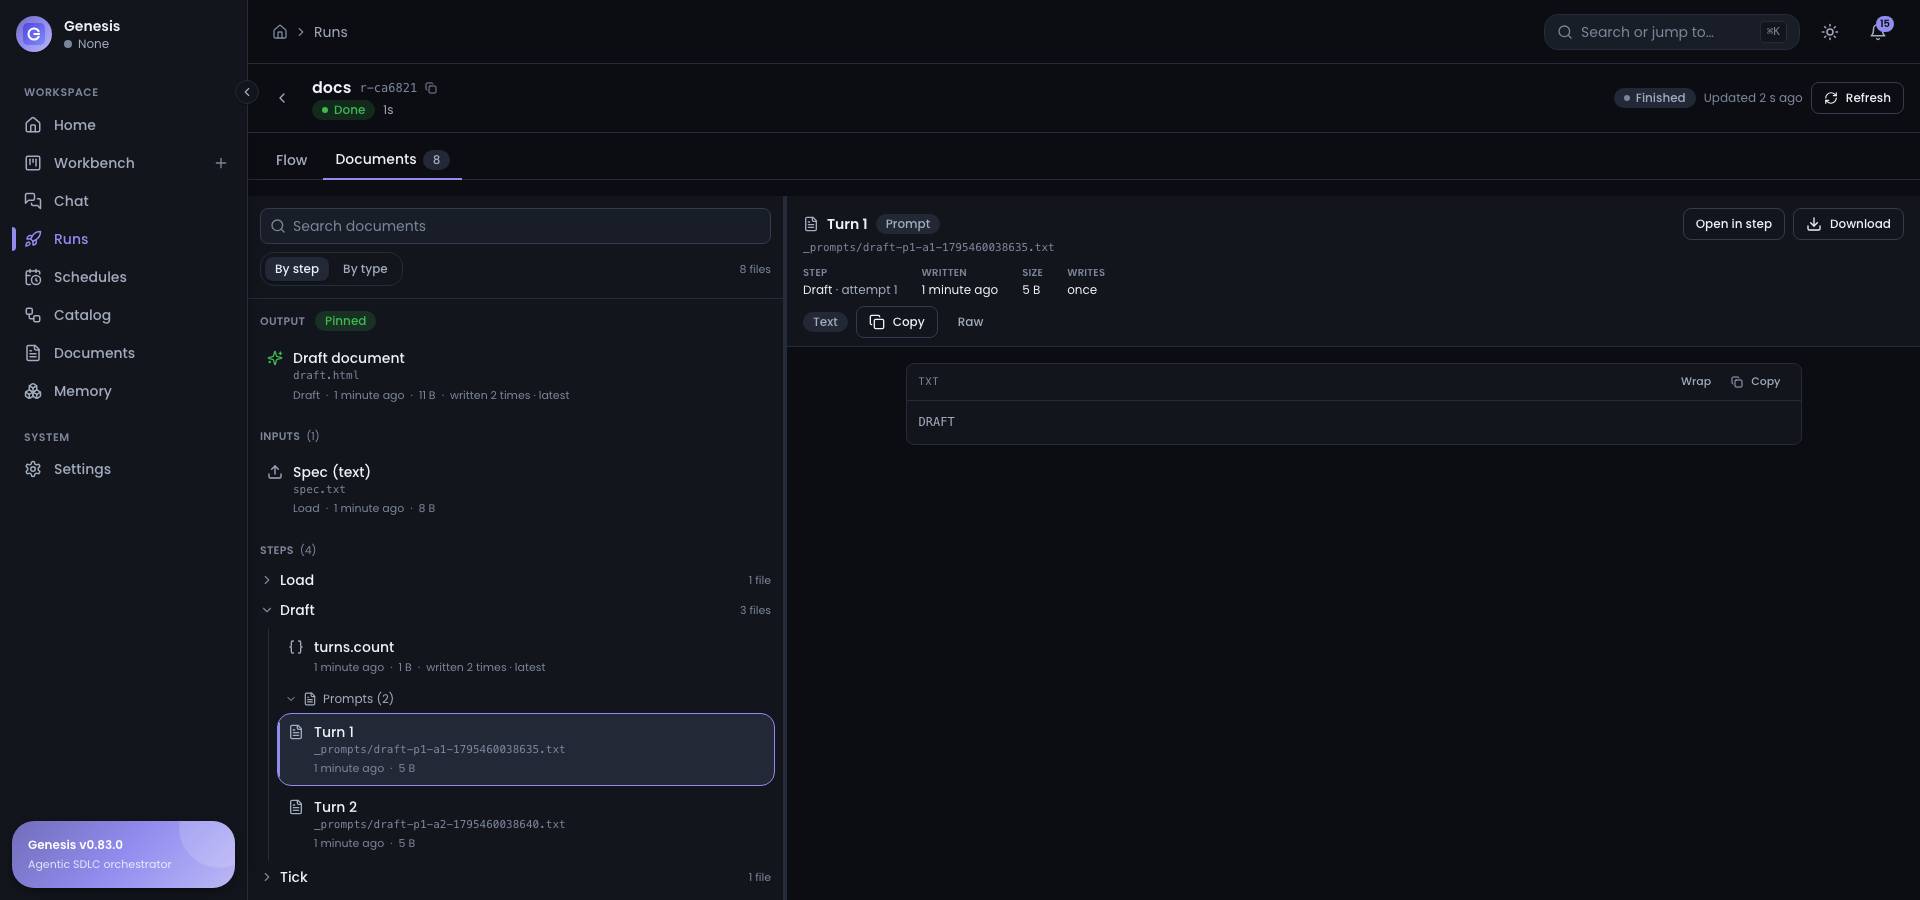 Genesis
None
WORKSPACE
Home
Workbench
Chat
Runs
Schedules
Catalog
Documents
Memory
SYSTEM
Settings
Genesis v0.83.0
Agentic SDLC orchestrator
Runs
Search or jump to...
⌘K
15
docs r-ca6821
Done 1s
Finished Updated 2 s ago Refresh
Flow Documents 8
Search documents
By step By type 8 files
OUTPUT Pinned
Draft document
draft.html
Draft · 1 minute ago · 11 B · written 2 times · latest
INPUTS (1)
Spec (text)
spec.txt
Load · 1 minute ago · 8 B
STEPS (4)
Load 1 file
Draft 3 files
{} turns.count
1 minute ago · 1 B · written 2 times · latest
Prompts (2)
Turn 1
_prompts/draft-p1-a1-1795460038635.txt
1 minute ago · 5 B
Turn 2
_prompts/draft-p1-a2-1795460038640.txt
1 minute ago · 5 B
Tick 1 file
Turn 1 Prompt
Open in step Download
_prompts/draft-p1-a1-1795460038635.txt
STEP WRITTEN SIZE WRITES
Draft · attempt 1 1 minute ago 5 B once
Text Copy Raw
TXT Wrap Copy
DRAFT